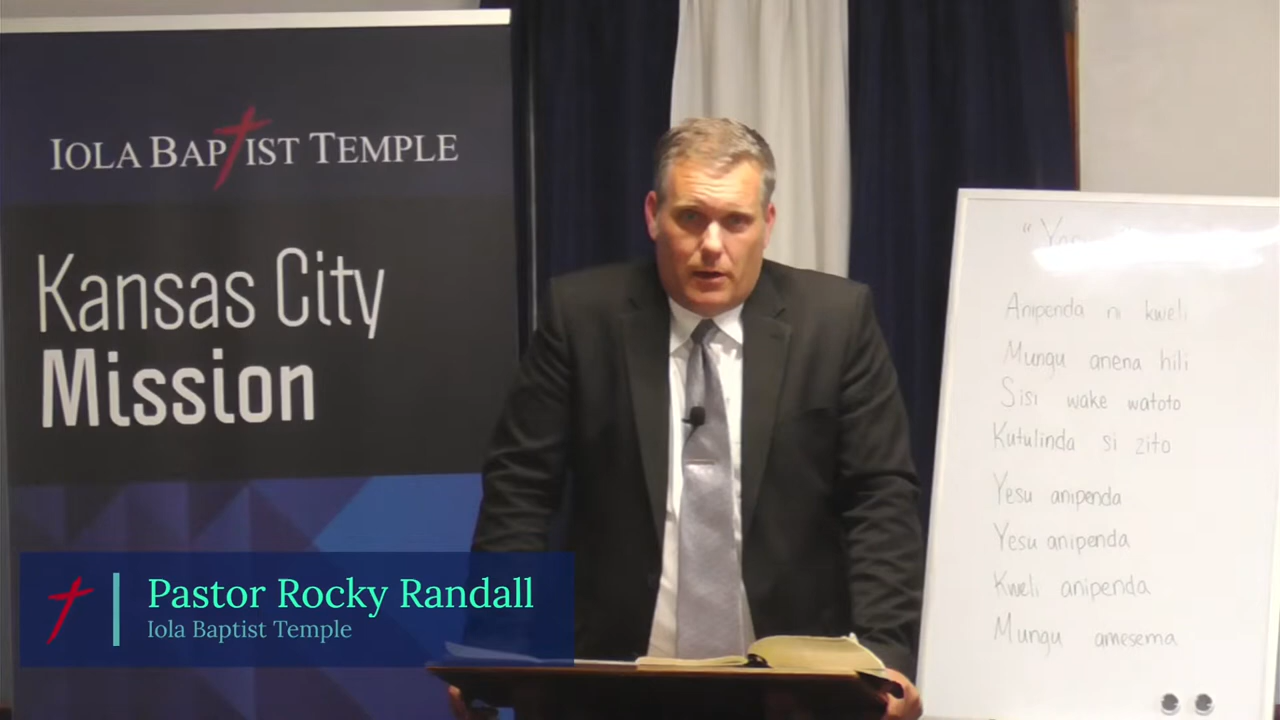 IOLA BAPTIST TEMPLE
Kansas City
Mission
Pastor Rocky Randall
Iola Baptist Temple
Anipenda ni kweli
Mungu anena hili
Sisi wake watoto
Kutulinda si zito
Yesu anipenda
Yesu anipenda
Kweli anipenda
Mungu amesema